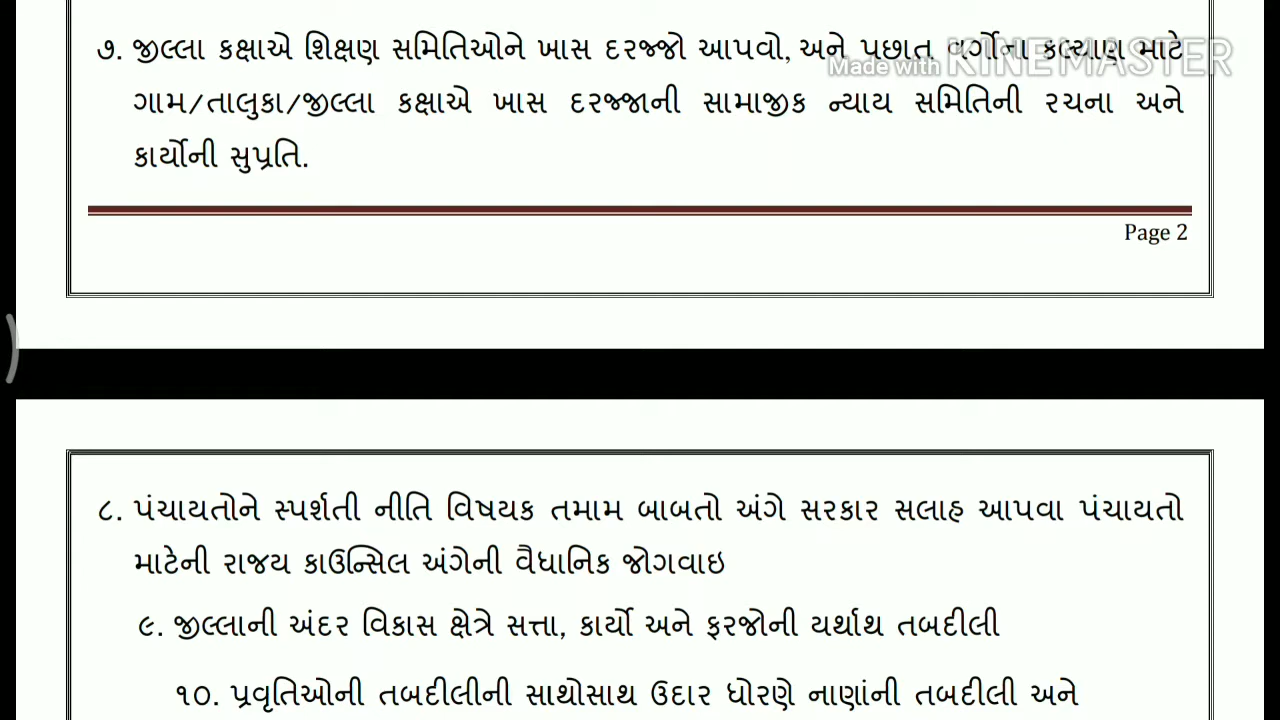 ૭. જીલ્લા કક્ષાએ શિક્ષણ સમિતિઓને ખાસ દરજ્જો આપવો, અને પછાત વર્ગોના કલ્યાણ માટે
Made with KINEMASTER
ગામ/તાલુકા/જીલ્લા કક્ષાએ ખાસ દરજ્જાની સામાજીક ન્યાય સમિતિની રચના અને
કાર્યોની સુપ્રતિ.
Page 2
૮. પંચાયતોને સ્પર્શતી નીતિ વિષયક તમામ બાબતો અંગે સરકાર સલાહ આપવા પંચાયતો
માટેની રાજય કાઉન્સિલ અંગેની વૈધાનિક જોગવાઇ
૯. જીલ્લાની અંદર વિકાસ ક્ષેત્રે સત્તા, કાર્યો અને ફરજોની યર્થાથ તબદીલી
૧૦. પ્રવૃતિઓની તબદીલીની સાથોસાથ ઉદાર ધોરણે નાણાંની તબદીલી અને